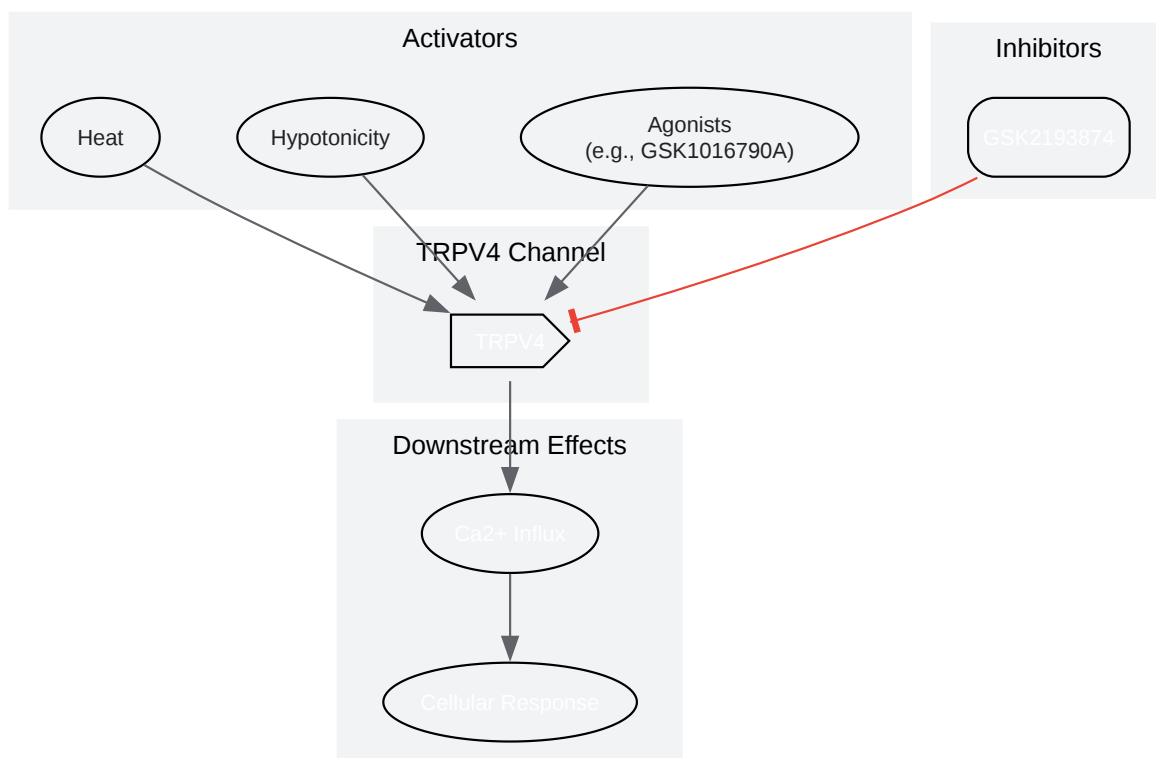 Activators
Inhibitors
Heat
Hypotonicity
Agonists
(e.g., GSK1016790A)
GSK2193874
TRPV4 Channel
TRPV4
Downstream Effects
Ca2+ Influx
Cellular Response